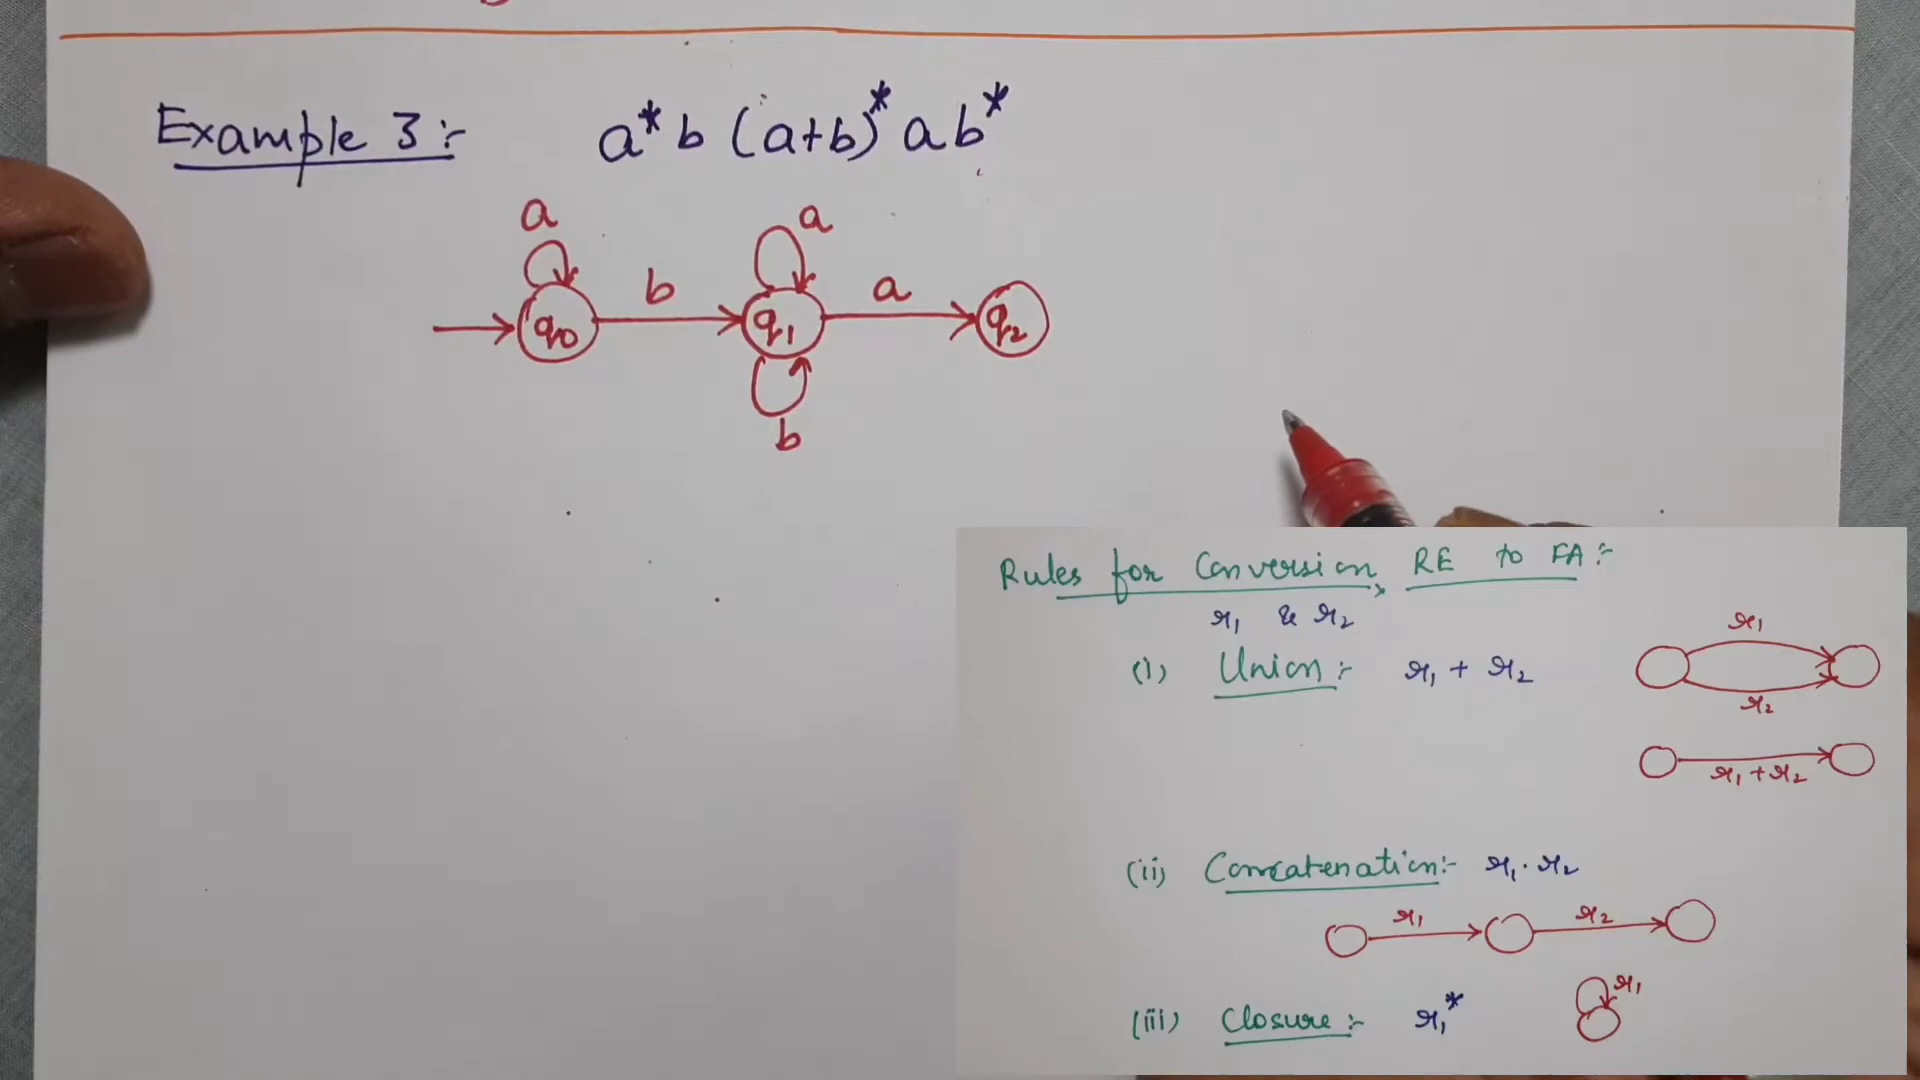 Example 3:- a* b (a+b)* a b*
a a
b a
q0 q1 q2
b
Rules for Conversion, RE to FA:-
r1 & r2
r1
(i) Union:- r1 + r2
r2
r1 + r2
(ii) Concatenation:- r1 . r2
r1 r2
r1
(iii) Closure:- r1*